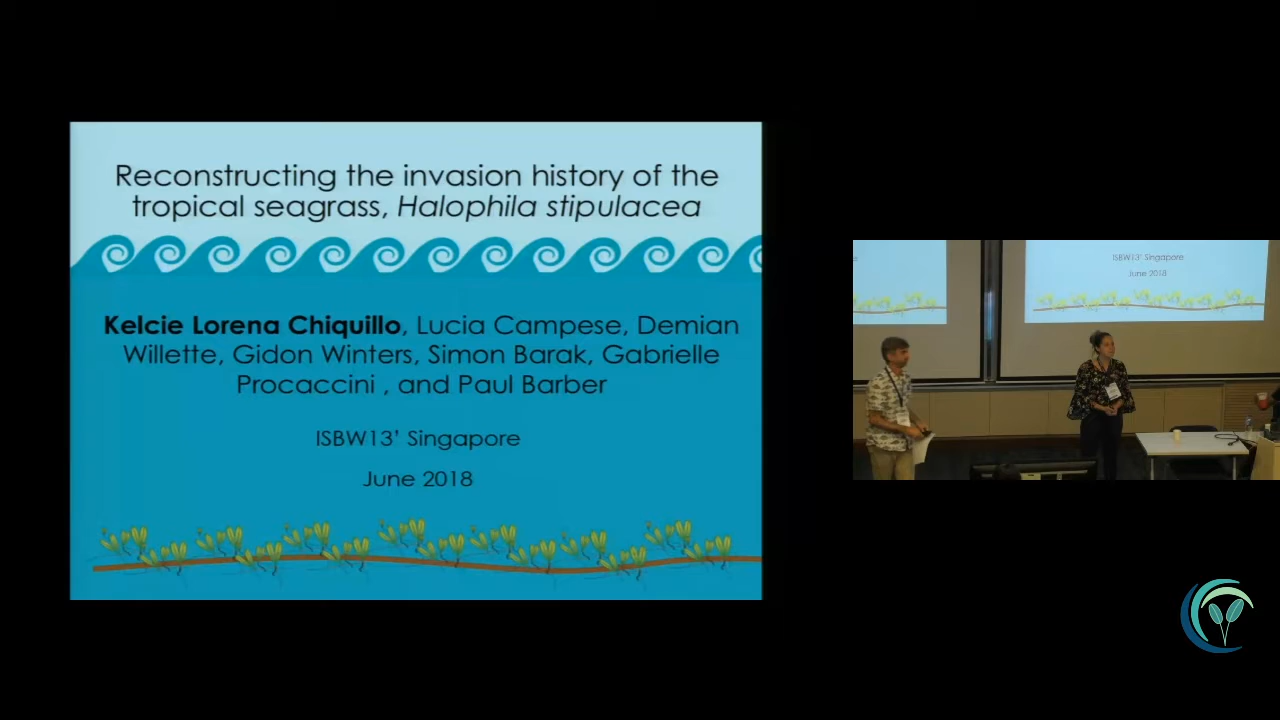 Reconstructing the invasion history of the
tropical seagrass, Halophila stipulacea
Kelcie Lorena Chiquillo, Lucia Campese, Demian
Willette, Gidon Winters, Simon Barak, Gabrielle
Procaccini , and Paul Barber
ISBW13’ Singapore
June 2018
ISBW13’ Singapore
June 2018